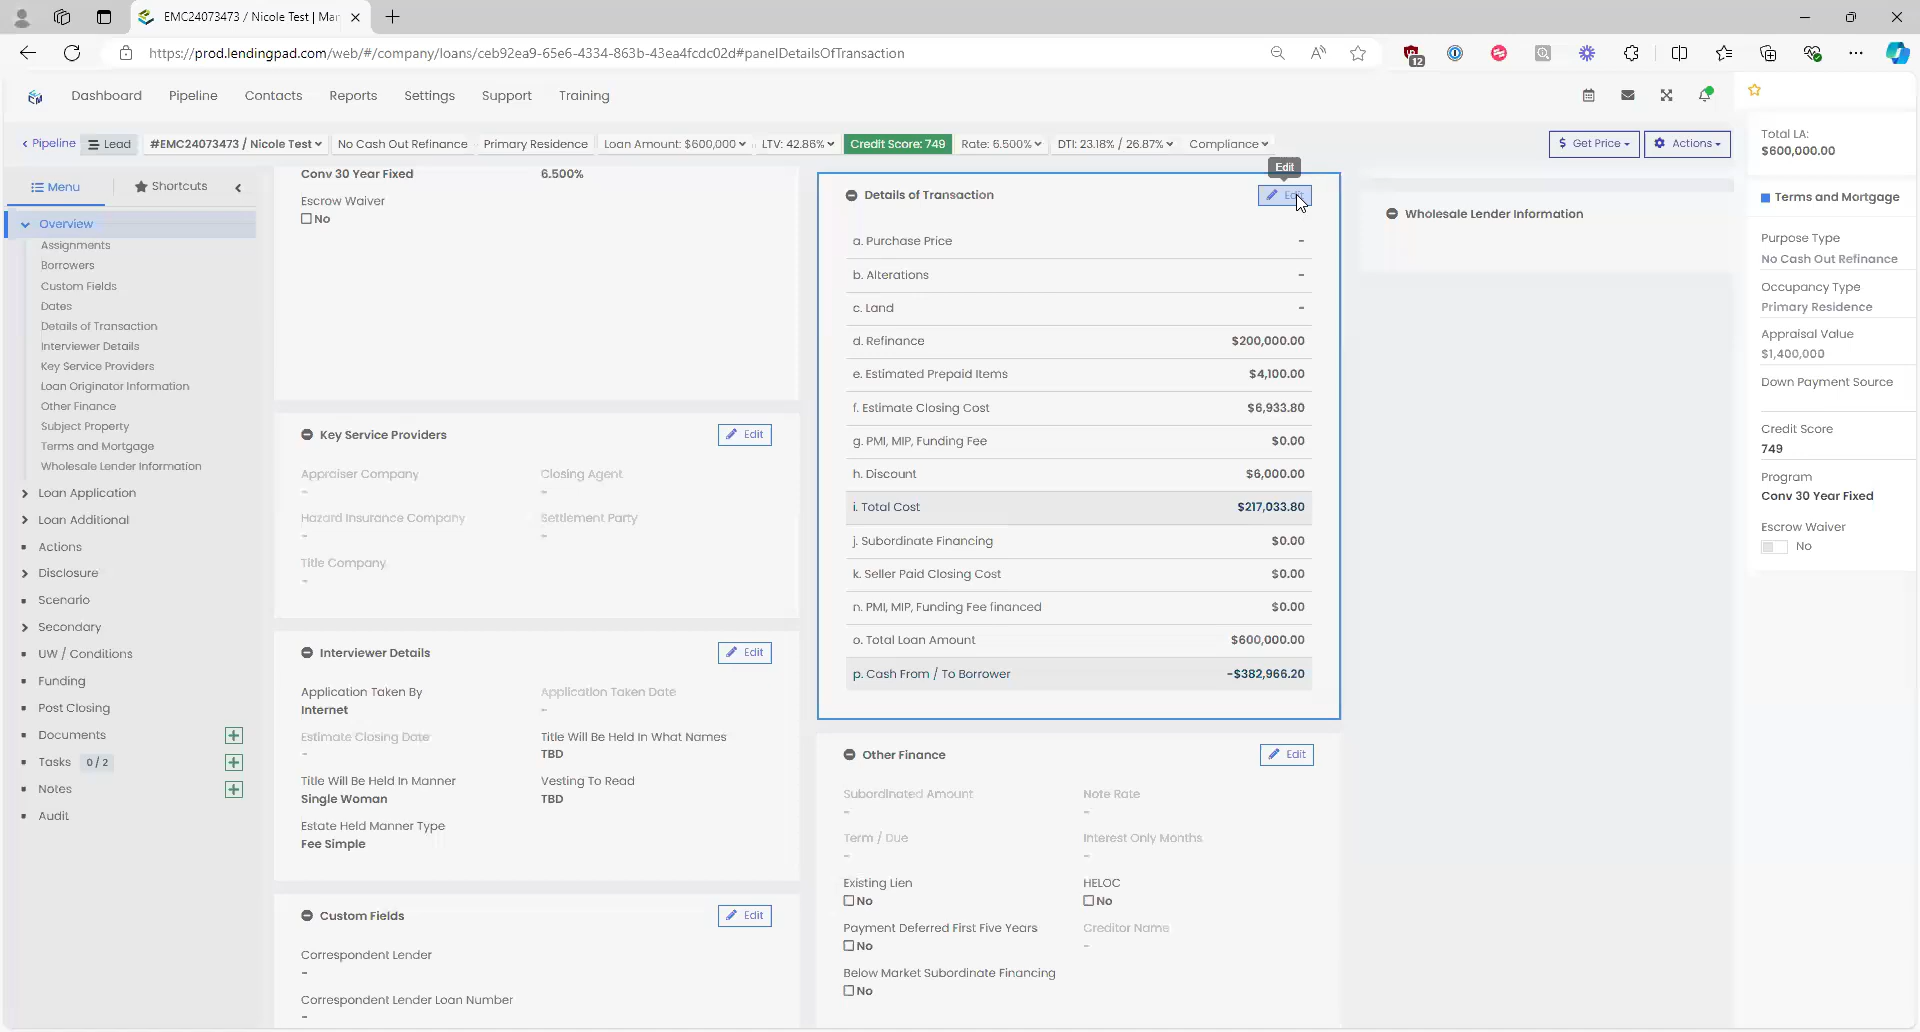 EMC24073473 / Nicole Test | Mar
https://prod.lendingpad.com/web/#/company/loans/ceb92ea9-65e6-4334-863b-43ea4fcdc02d#panelDetailsOfTransaction
12
Dashboard Pipeline Contacts Reports Settings Support Training
Pipeline Lead #EMC24073473 / Nicole Test No Cash Out Refinance Primary Residence Loan Amount: $600,000 LTV: 42.86% Credit Score: 749 Rate: 6.500% DTI: 23.18% / 26.87% Compliance $ Get Price Actions
Edit
Menu Shortcuts
Overview
Assignments
Borrowers
Custom Fields
Dates
Details of Transaction
Interviewer Details
Key Service Providers
Loan Originator Information
Other Finance
Subject Property
Terms and Mortgage
Wholesale Lender Information
Loan Application
Loan Additional
Actions
Disclosure
Scenario
Secondary
UW / Conditions
Funding
Post Closing
Documents
Tasks 0 / 2
Notes
Audit
Conv 30 Year Fixed 6.500%
Escrow Waiver
No
Key Service Providers Edit
Appraiser Company Closing Agent
- -
Hazard Insurance Company Settlement Party
- -
Title Company
-
Interviewer Details Edit
Application Taken By Application Taken Date
Internet -
Estimate Closing Date Title Will Be Held In What Names
- TBD
Title Will Be Held In Manner Vesting To Read
Single Woman TBD
Estate Held Manner Type
Fee Simple
Custom Fields Edit
Correspondent Lender
-
Correspondent Lender Loan Number
-
Details of Transaction Edit
a. Purchase Price -
b. Alterations -
c. Land -
d. Refinance $200,000.00
e. Estimated Prepaid Items $4,100.00
f. Estimate Closing Cost $6,933.80
g. PMI, MIP, Funding Fee $0.00
h. Discount $6,000.00
i. Total Cost $217,033.80
j. Subordinate Financing $0.00
k. Seller Paid Closing Cost $0.00
n. PMI, MIP, Funding Fee financed $0.00
o. Total Loan Amount $600,000.00
p. Cash From / To Borrower -$382,966.20
Other Finance Edit
Subordinated Amount Note Rate
- -
Term / Due Interest Only Months
- -
Existing Lien HELOC
No No
Payment Deferred First Five Years Creditor Name
No -
Below Market Subordinate Financing
No
Wholesale Lender Information
Total LA:
$600,000.00
Terms and Mortgage
Purpose Type
No Cash Out Refinance
Occupancy Type
Primary Residence
Appraisal Value
$1,400,000
Down Payment Source
Credit Score
749
Program
Conv 30 Year Fixed
Escrow Waiver
No